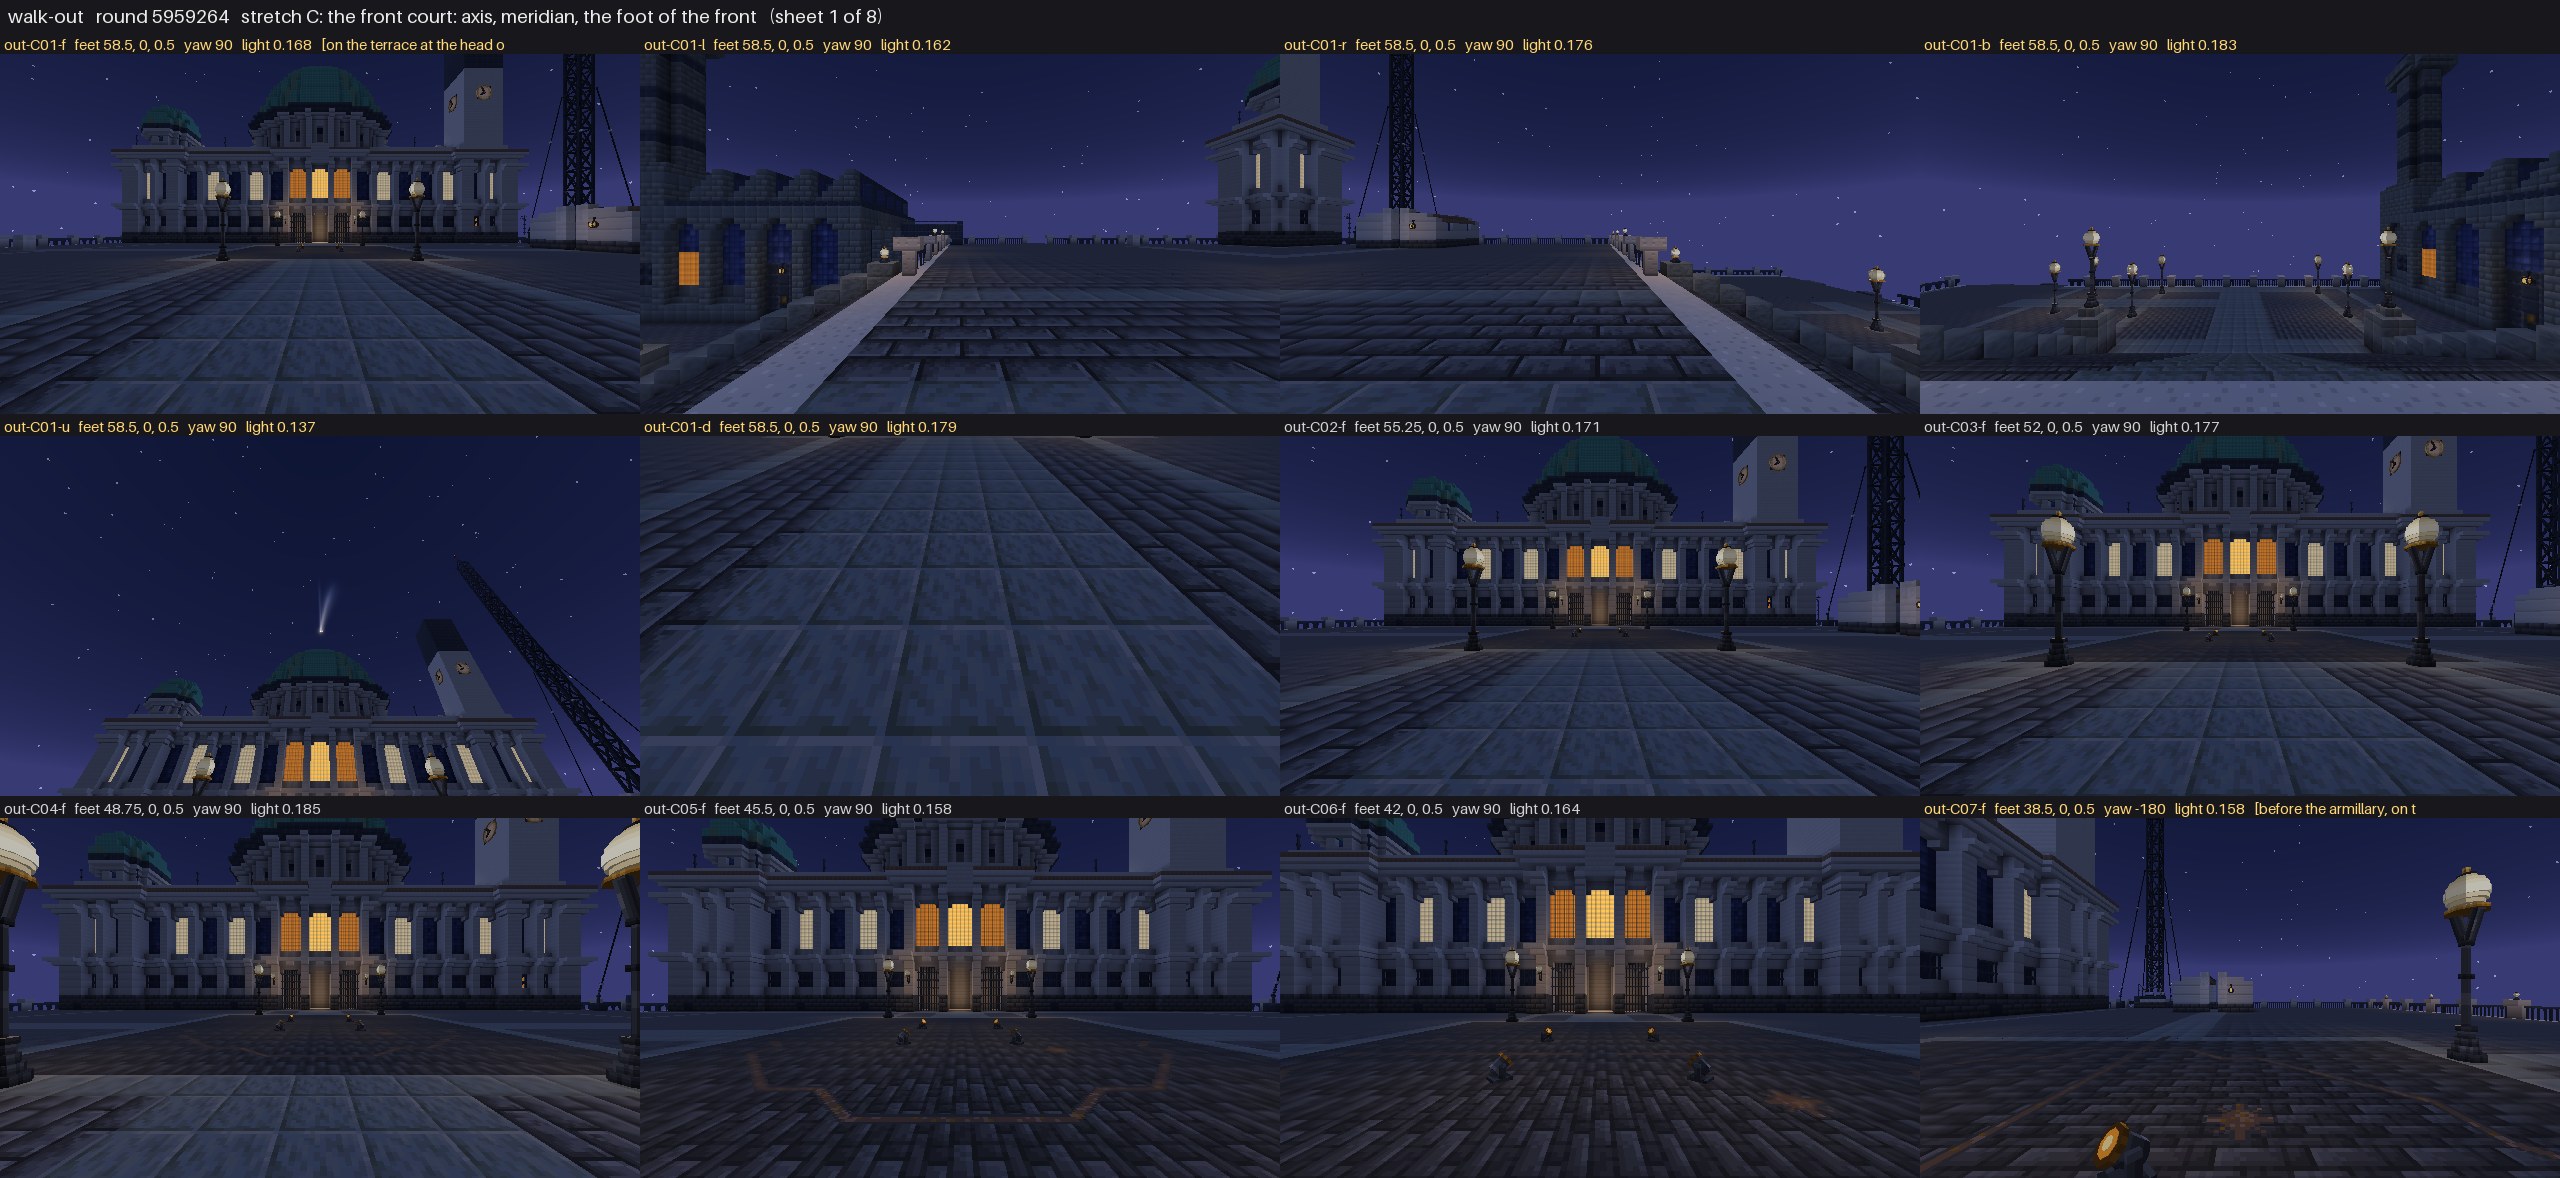 walk-out round 5959264 stretch C: the front court: axis, meridian, the foot of the front (sheet 1 of 8)
out-C01-f feet 58.5, 0, 0.5 yaw 90 light 0.168 [on the terrace at the head o
out-C01-l feet 58.5, 0, 0.5 yaw 90 light 0.162
out-C01-r feet 58.5, 0, 0.5 yaw 90 light 0.176
out-C01-b feet 58.5, 0, 0.5 yaw 90 light 0.183
out-C01-u feet 58.5, 0, 0.5 yaw 90 light 0.137
out-C01-d feet 58.5, 0, 0.5 yaw 90 light 0.179
out-C02-f feet 55.25, 0, 0.5 yaw 90 light 0.171
out-C03-f feet 52, 0, 0.5 yaw 90 light 0.177
out-C04-f feet 48.75, 0, 0.5 yaw 90 light 0.185
out-C05-f feet 45.5, 0, 0.5 yaw 90 light 0.158
out-C06-f feet 42, 0, 0.5 yaw 90 light 0.164
out-C07-f feet 38.5, 0, 0.5 yaw -180 light 0.158 [before the armillary, on t